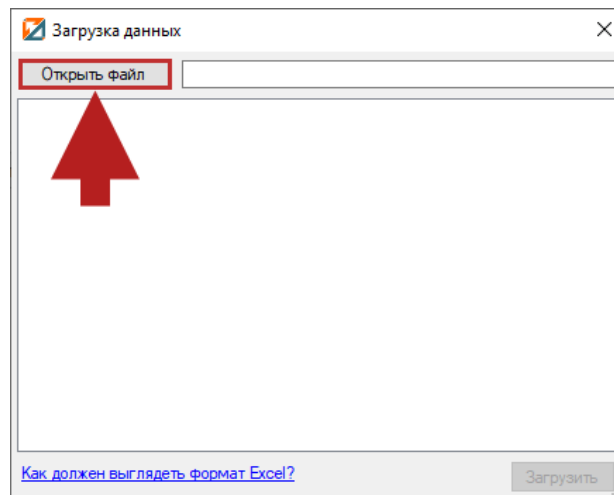 Загрузка данных
Открыть файл
Как должен выглядеть формат Excel?
Загрузить